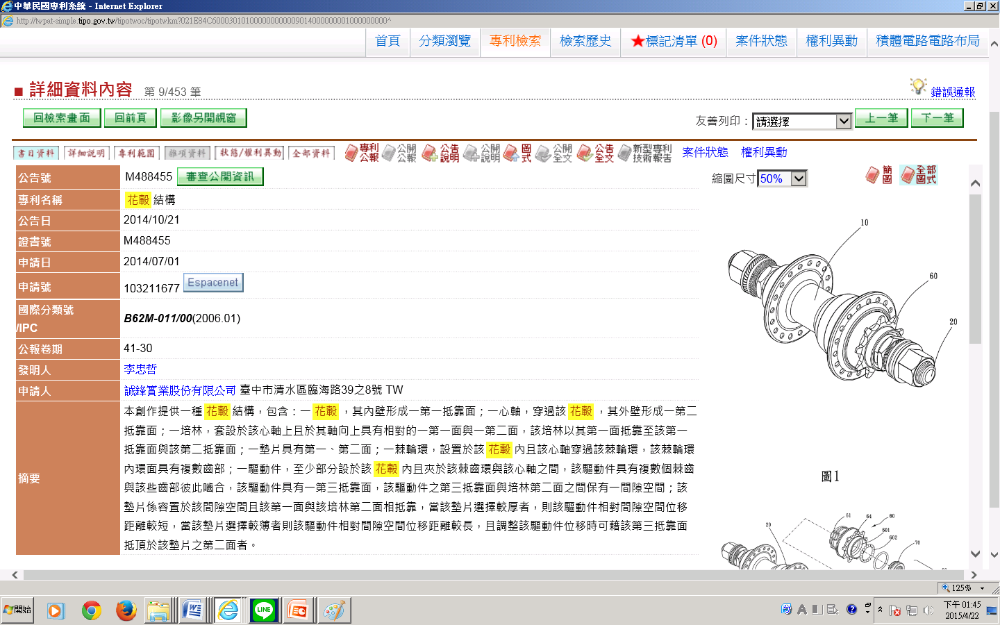 中華民國專利系統 - Internet Explorer
http://twpat-simple.tipo.gov.tw/tipotwoc/tipotwkm?021E84C6000301010000000000090140000000010000000000^
首頁 分類瀏覽 專利檢索 檢索歷史 ★標記清單 (0) 案件狀態 權利異動 積體電路電路布局
■ 詳細資料內容 第 9/453 筆
錯誤通報
回檢索畫面 回前頁 影像另開視窗 友善列印： 請選擇 上一筆 下一筆
書目資料 詳細說明 專利範圍 雜項資料 狀態/權利異動 全部資料 專利公報 公開公報 公告說明 公開說明 圖式 公開全文 公告全文 新型專利技術報告 案件狀態 權利異動
公告號 M488455 審查公開資訊
專利名稱 花轂 結構
公告日 2014/10/21
證書號 M488455
申請日 2014/07/01
申請號 103211677 Espacenet
國際分類號
/IPC B62M-011/00(2006.01)
公報卷期 41-30
發明人 李忠哲
申請人 誠鋒實業股份有限公司 臺中市清水區臨海路39之8號 TW
摘要
本創作提供一種 花轂 結構，包含：一 花轂 ，其內壁形成一第一抵靠面；一心軸，穿過該 花轂 ，其外壁形成一第二
抵靠面；一培林，套設於該心軸上且於其軸向上具有相對的一第一面與一第二面，該培林以其第一面抵靠至該第一
抵靠面與該第二抵靠面；一墊片具有第一、第二面；一棘輪環，設置於該 花轂 內且該心軸穿過該棘輪環，該棘輪環
內環面具有複數齒部；一驅動件，至少部分設於該 花轂 內且夾於該棘齒環與該心軸之間，該驅動件具有複數個棘齒
與該些齒部彼此嚙合，該驅動件具有一第三抵靠面，該驅動件之第三抵靠面與培林第二面之間保有一間隙空間；該
墊片係容置於該間隙空間且該第一面與該培林第二面相抵靠，當該墊片選擇較厚者，則該驅動件相對間隙空間位移
距離較短，當該墊片選擇較薄者則該驅動件相對間隙空間位移距離較長，且調整該驅動件位移時可藉該第三抵靠面
抵頂於該墊片之第二面者。
縮圖尺寸 50% 簡圖 全部圖式
10
60
20
圖1
20 61 64 60
601
602
70
125%
開始
LINE
下午 01:45
2015/4/22